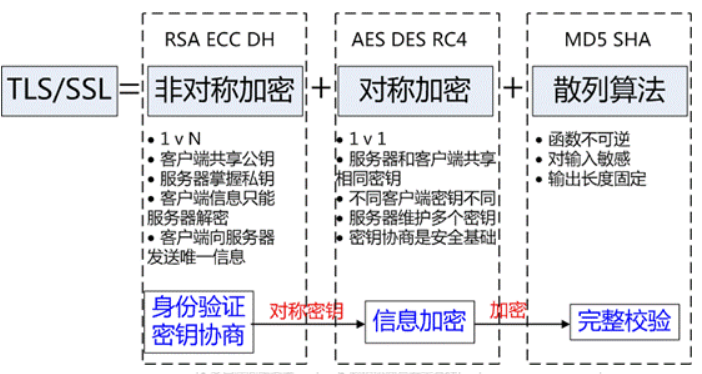 RSA ECC DH
AES DES RC4
MD5 SHA
TLS/SSL=非对称加密+对称加密+散列算法
• 1 v N
• 客户端共享公钥
• 服务器掌握私钥
• 客户端信息只能
服务器解密
• 客户端向服务器
发送唯一信息
• 1 v 1
• 服务器和客户端共享
相同密钥
• 不同客户端密钥不同
• 服务器维护多个密钥
• 密钥协商是安全基础
• 函数不可逆
• 对输入敏感
• 输出长度固定
身份验证
密钥协商
对称密钥
信息加密
加密
完整校验